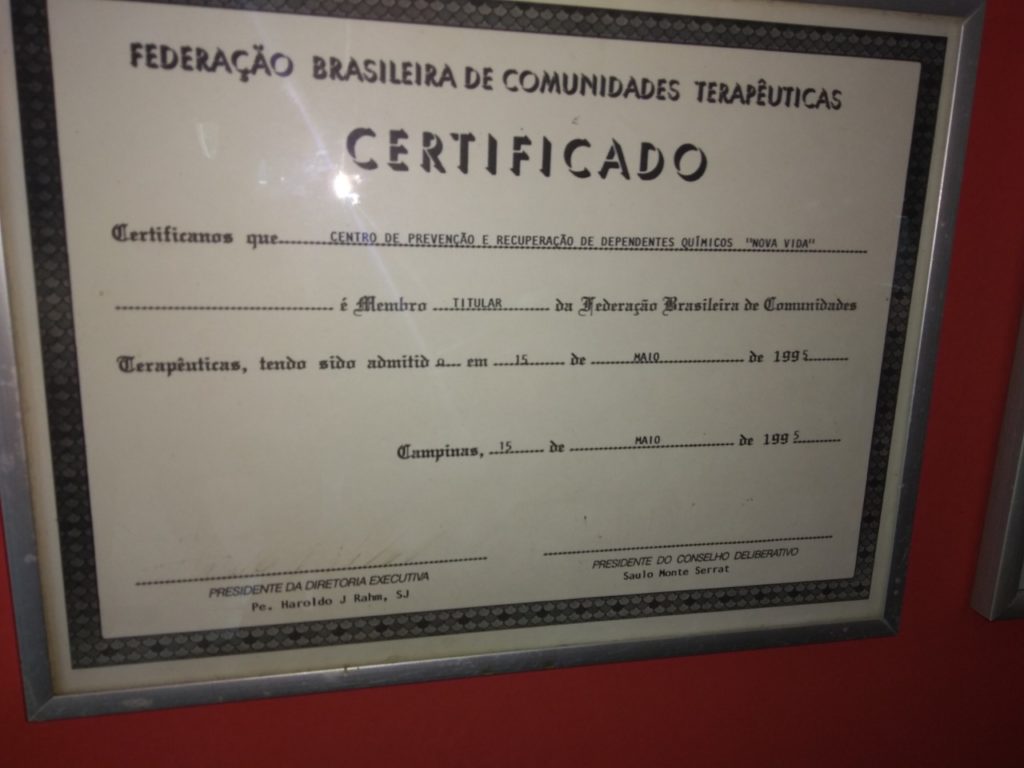 FEDERAÇÃO BRASILEIRA DE COMUNIDADES TERAPÊUTICAS
CERTIFICADO
Certificanos que CENTRO DE PREVENÇÃO E RECUPERAÇÃO DE DEPENDENTES QUÍMICOS "NOVA VIDA"
é Membro TITULAR da Federação Brasileira de Comunidades
Terapêuticas, tendo sido admitid o em 15 de MAIO de 1995
Campinas, 15 de MAIO de 1995
PRESIDENTE DA DIRETORIA EXECUTIVA
Pe. Haroldo J Rahm, SJ
PRESIDENTE DO CONSELHO DELIBERATIVO
Saulo Monte Serrat